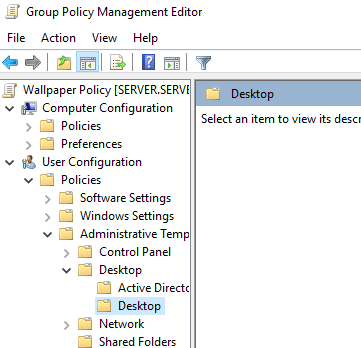 Group Policy Management Editor
File Action View Help
Wallpaper Policy [SERVER.SERVE
Desktop
Computer Configuration
Select an item to view its descr
Policies
Preferences
User Configuration
Policies
Software Settings
Windows Settings
Administrative Temp
Control Panel
Desktop
Active Directo
Desktop
Network
Shared Folders